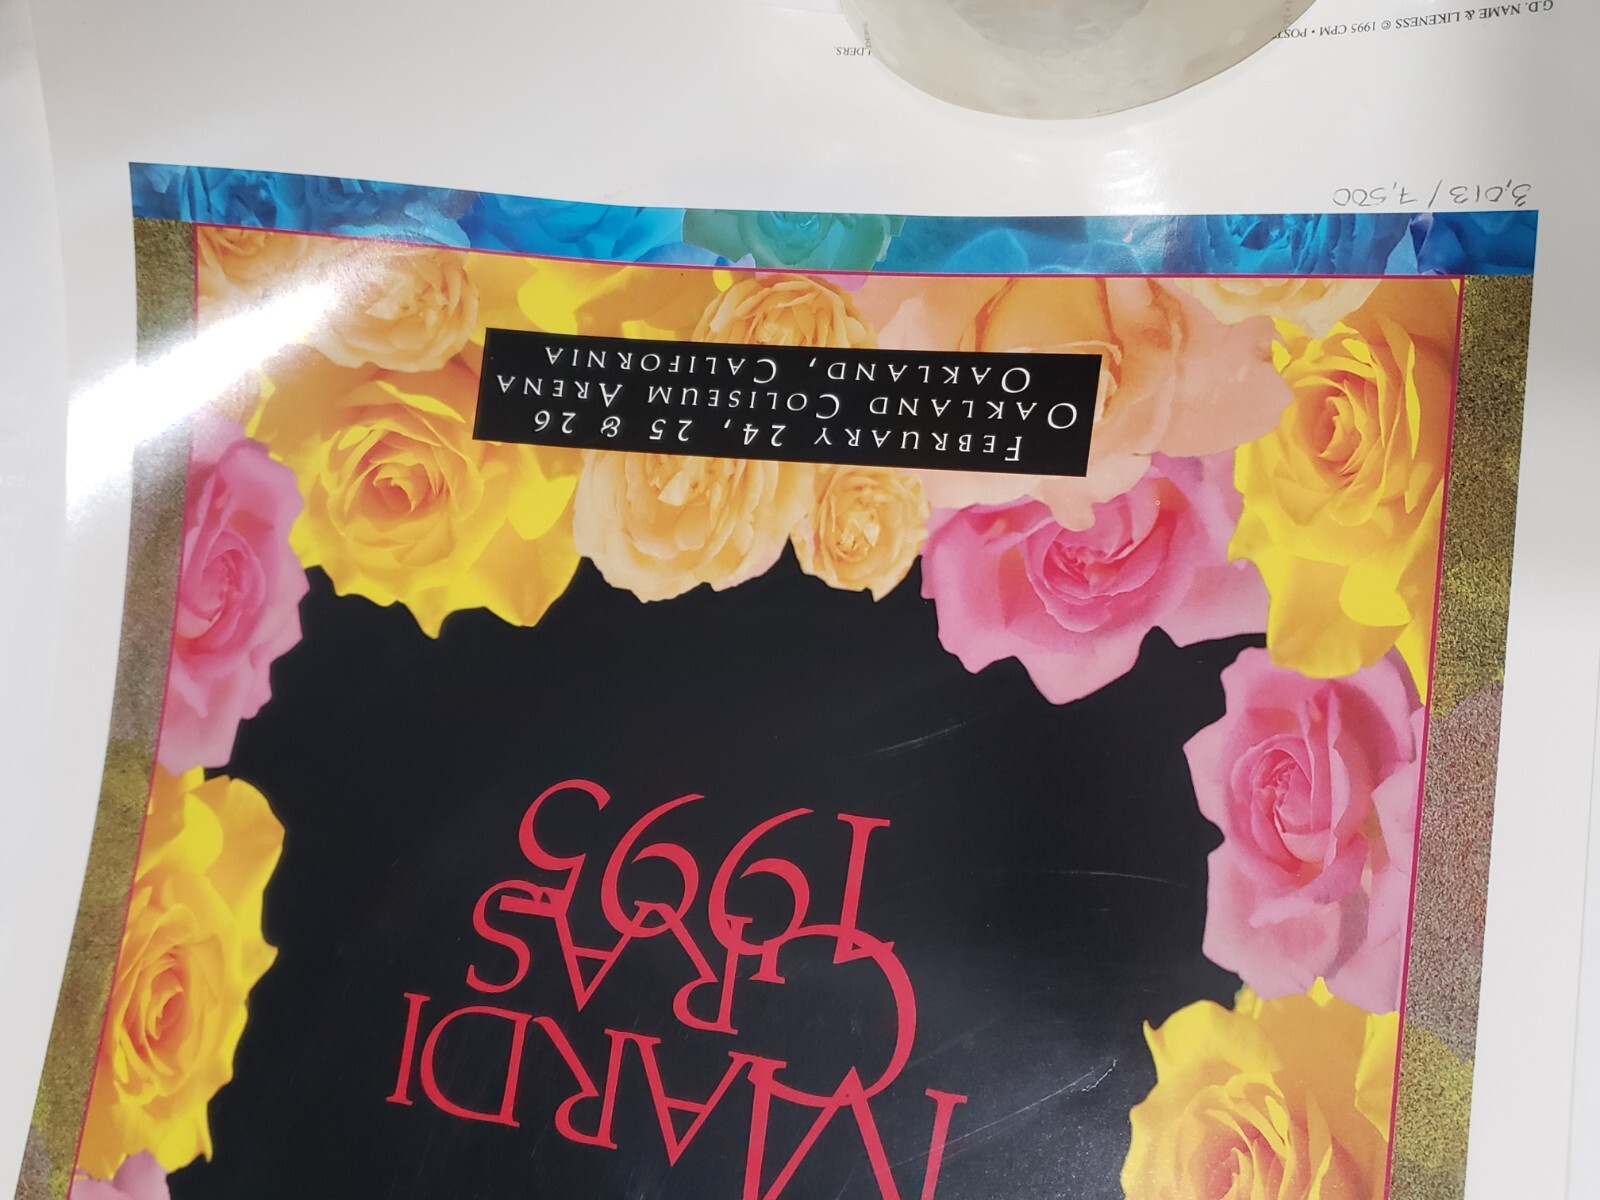 MARDI
GRAS
1995
FEBRUARY 24, 25 & 26
OAKLAND COLISEUM ARENA
OAKLAND, CALIFORNIA
3,013 / 7,500
G.D. NAME & LIKENESS © 1995 CPM • POST
LDERS.